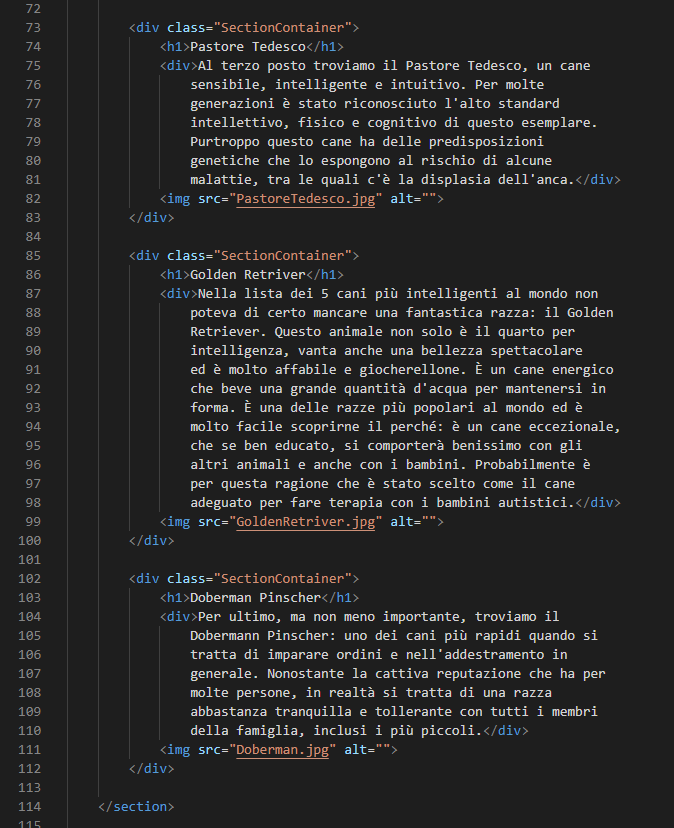 72
73 <div class="SectionContainer">
74 <h1>Pastore Tedesco</h1>
75 <div>Al terzo posto troviamo il Pastore Tedesco, un cane
76 sensibile, intelligente e intuitivo. Per molte
77 generazioni è stato riconosciuto l'alto standard
78 intellettivo, fisico e cognitivo di questo esemplare.
79 Purtroppo questo cane ha delle predisposizioni
80 genetiche che lo espongono al rischio di alcune
81 malattie, tra le quali c'è la displasia dell'anca.</div>
82 <img src="PastoreTedesco.jpg" alt="">
83 </div>
84
85 <div class="SectionContainer">
86 <h1>Golden Retriver</h1>
87 <div>Nella lista dei 5 cani più intelligenti al mondo non
88 poteva di certo mancare una fantastica razza: il Golden
89 Retriever. Questo animale non solo è il quarto per
90 intelligenza, vanta anche una bellezza spettacolare
91 ed è molto affabile e giocherellone. È un cane energico
92 che beve una grande quantità d'acqua per mantenersi in
93 forma. È una delle razze più popolari al mondo ed è
94 molto facile scoprirne il perché: è un cane eccezionale,
95 che se ben educato, si comporterà benissimo con gli
96 altri animali e anche con i bambini. Probabilmente è
97 per questa ragione che è stato scelto come il cane
98 adeguato per fare terapia con i bambini autistici.</div>
99 <img src="GoldenRetriver.jpg" alt="">
100 </div>
101
102 <div class="SectionContainer">
103 <h1>Doberman Pinscher</h1>
104 <div>Per ultimo, ma non meno importante, troviamo il
105 Dobermann Pinscher: uno dei cani più rapidi quando si
106 tratta di imparare ordini e nell'addestramento in
107 generale. Nonostante la cattiva reputazione che ha per
108 molte persone, in realtà si tratta di una razza
109 abbastanza tranquilla e tollerante con tutti i membri
110 della famiglia, inclusi i più piccoli.</div>
111 <img src="Doberman.jpg" alt="">
112 </div>
113
114 </section>
115